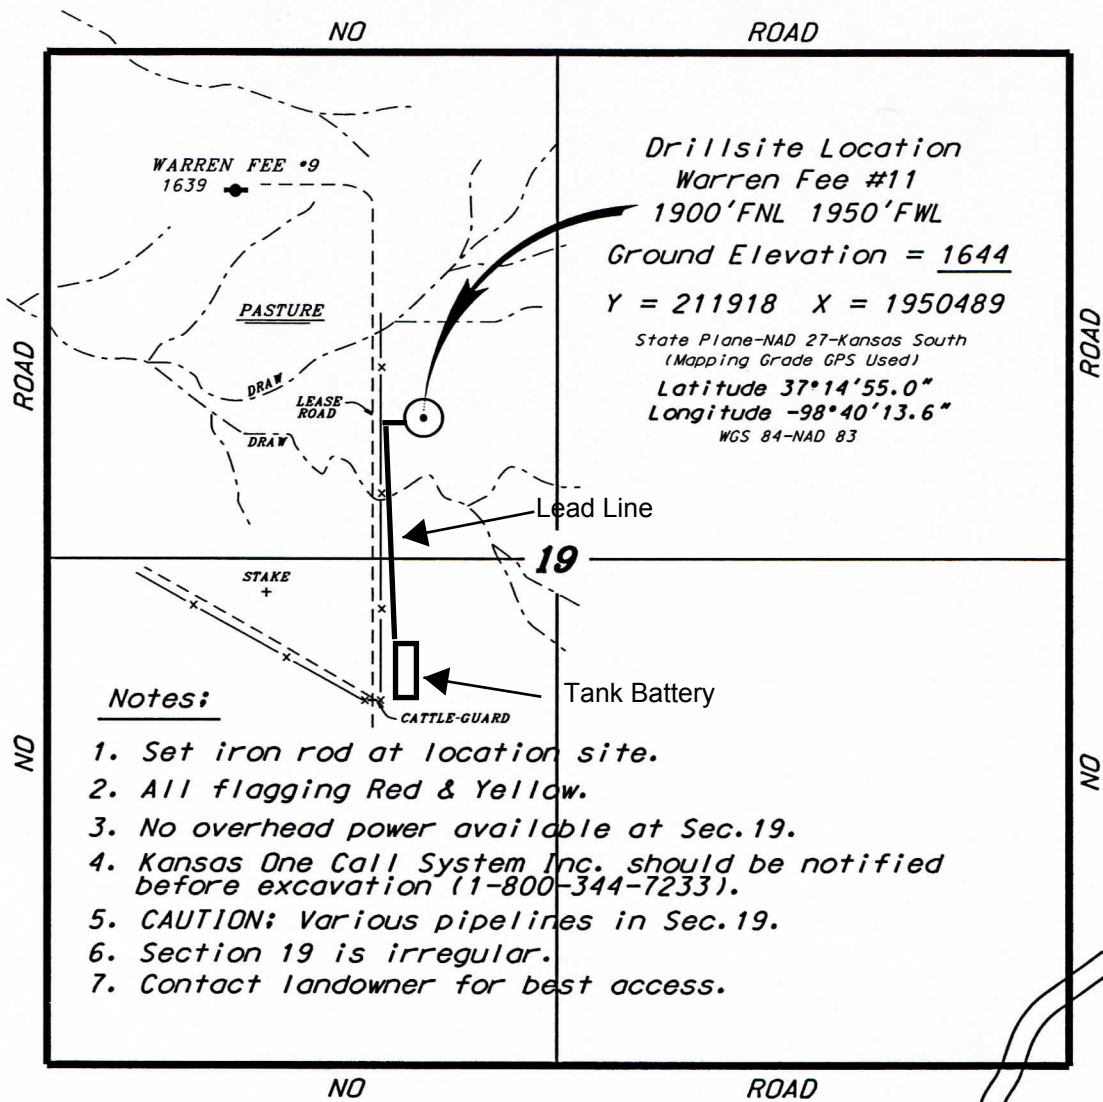 NO ROAD
Drillsite Location
Warren Fee #11
1900'FNL 1950'FWL
Ground Elevation = 1644
Y = 211918 X = 1950489
State Plane-NAD 27-Kansas South
(Mapping Grade GPS Used)
Latitude 37°14'55.0"
Longitude -98°40'13.6"
WGS 84-NAD 83
WARREN FEE #9
1639
PASTURE
ROAD
ROAD
DRAW
LEASE
ROAD
DRAW
Lead Line
19
STAKE
Tank Battery
CATTLE-GUARD
NO
NO
Notes:
1. Set iron rod at location site.
2. All flagging Red & Yellow.
3. No overhead power available at Sec.19.
4. Kansas One Call System Inc. should be notified
before excavation (1-800-344-7233).
5. CAUTION: Various pipelines in Sec.19.
6. Section 19 is irregular.
7. Contact landowner for best access.
NO ROAD